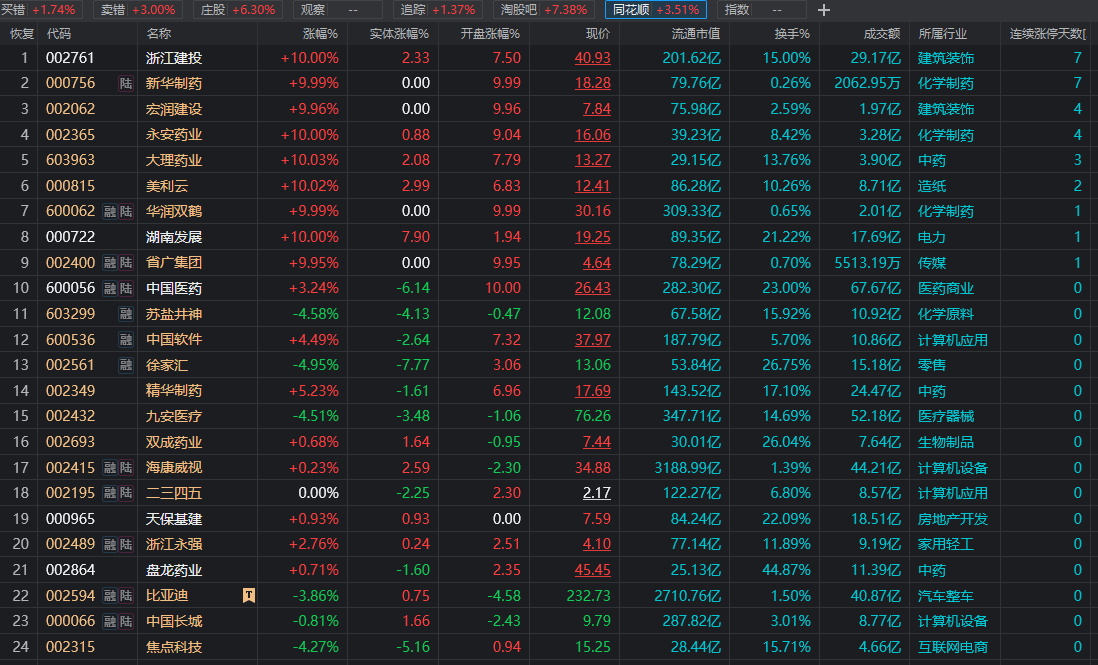 买错 +1.74% 卖错 +3.00% 庄股 +6.30% 观察 -- 追踪 +1.37% 淘股吧 +7.38% 同花顺 +3.51% 指数 -- +
恢复 代码 名称 涨幅% 实体涨幅% 开盘涨幅% 现价 流通市值 换手% 成交额 所属行业 连续涨停天数[
1 002761 浙江建投 +10.00% 2.33 7.50 40.93 201.62亿 15.00% 29.17亿 建筑装饰 7
2 000756 陆 新华制药 +9.99% 0.00 9.99 18.28 79.76亿 0.26% 2062.95万 化学制药 7
3 002062 宏润建设 +9.96% 0.00 9.96 7.84 75.98亿 2.59% 1.97亿 建筑装饰 4
4 002365 永安药业 +10.00% 0.88 9.04 16.06 39.23亿 8.42% 3.28亿 化学制药 4
5 603963 大理药业 +10.03% 2.08 7.79 13.27 29.15亿 13.76% 3.90亿 中药 3
6 000815 美利云 +10.02% 2.99 6.83 12.41 86.28亿 10.26% 8.71亿 造纸 2
7 600062 融 陆 华润双鹤 +9.99% 0.00 9.99 30.16 309.33亿 0.65% 2.01亿 化学制药 1
8 000722 湖南发展 +10.00% 7.90 1.94 19.25 89.35亿 21.22% 17.69亿 电力 1
9 002400 融 陆 省广集团 +9.95% 0.00 9.95 4.64 78.29亿 0.70% 5513.19万 传媒 1
10 600056 融 陆 中国医药 +3.24% -6.14 10.00 26.43 282.30亿 23.00% 67.67亿 医药商业 0
11 603299 融 苏盐井神 -4.58% -4.13 -0.47 12.08 67.58亿 15.92% 10.92亿 化学原料 0
12 600536 融 中国软件 +4.49% -2.64 7.32 37.97 187.79亿 5.70% 10.86亿 计算机应用 0
13 002561 融 徐家汇 -4.95% -7.77 3.06 13.06 53.84亿 26.75% 15.18亿 零售 0
14 002349 精华制药 +5.23% -1.61 6.96 17.69 143.52亿 17.10% 24.47亿 中药 0
15 002432 九安医疗 -4.51% -3.48 -1.06 76.26 347.71亿 14.69% 52.18亿 医疗器械 0
16 002693 双成药业 +0.68% 1.64 -0.95 7.44 30.01亿 26.04% 7.64亿 生物制品 0
17 002415 融 陆 海康威视 +0.23% 2.59 -2.30 34.88 3188.99亿 1.39% 44.21亿 计算机设备 0
18 002195 融 陆 二三四五 0.00% -2.25 2.30 2.17 122.27亿 6.80% 8.57亿 计算机应用 0
19 000965 天保基建 +0.93% 0.93 0.00 7.59 84.24亿 22.09% 18.51亿 房地产开发 0
20 002489 融 陆 浙江永强 +2.76% 0.24 2.51 4.10 77.14亿 11.89% 9.19亿 家用轻工 0
21 002864 盘龙药业 +0.71% -1.60 2.35 45.45 25.13亿 44.87% 11.39亿 中药 0
22 002594 融 陆 比亚迪 T -3.86% 0.75 -4.58 232.73 2710.76亿 1.50% 40.87亿 汽车整车 0
23 000066 融 陆 中国长城 -0.81% 1.66 -2.43 9.79 287.82亿 3.01% 8.77亿 计算机设备 0
24 002315 焦点科技 -4.27% -5.16 0.94 15.25 28.44亿 15.71% 4.66亿 互联网电商 0